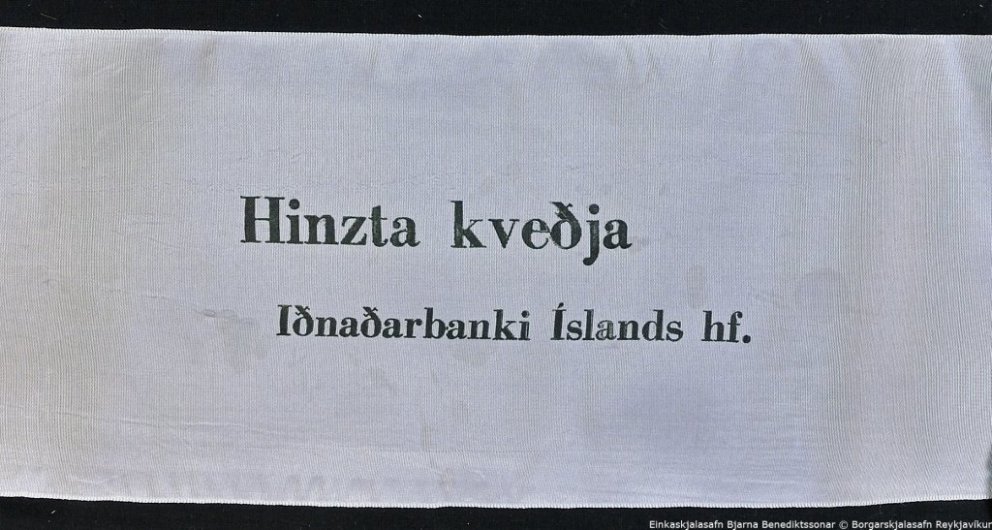 Hinzta kveðja
Iðnaðarbanki Íslands hf.
Einkaskjalasafn Bjarna Benediktssonar © Borgarskjalasafn Reykjavíkur